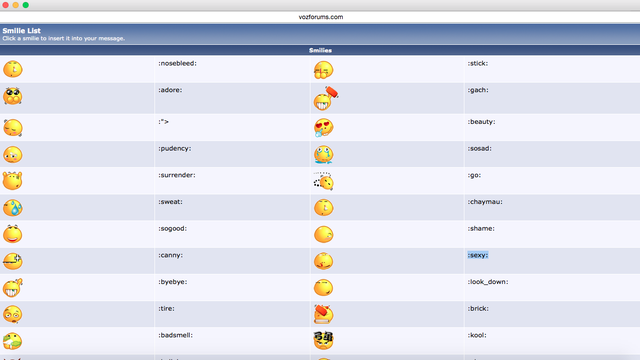 vozforums.com
Smilie List
Click a smilie to insert it into your message.
Smilies
:nosebleed: :stick:
:adore: :gach:
:"> :beauty:
:pudency: :sosad:
:surrender: :go:
:sweat: :chaymau:
:sogood: :shame:
:canny: :sexy:
:byebye: :look_down:
:tire: :brick:
:badsmell: :kool: